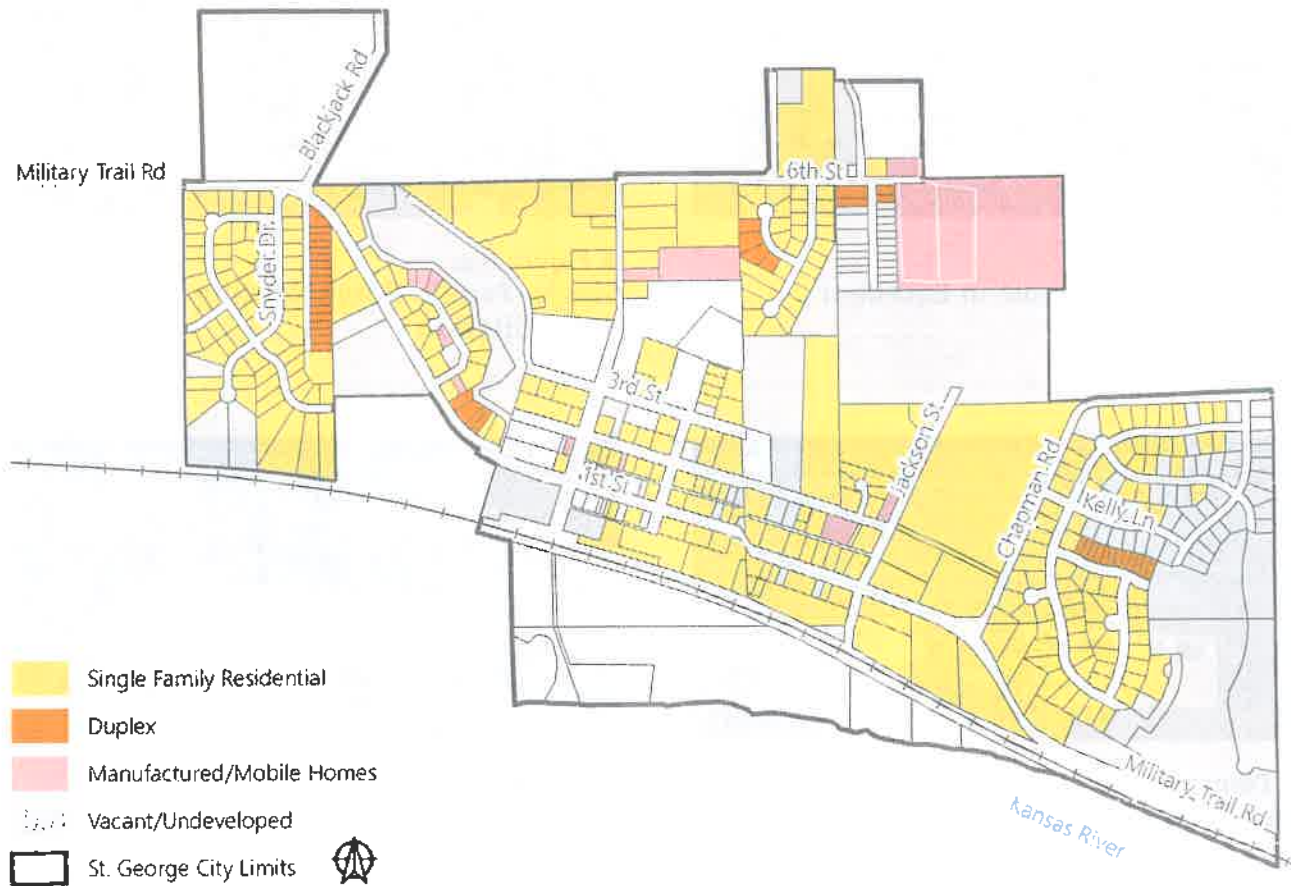 Blackjack Rd
Military Trail Rd
6th St
Snyder Dr.
3rd St
1st St
Jackson St
Chapman Rd
Kelly Ln
Single Family Residential
Duplex
Manufactured/Mobile Homes
Vacant/Undeveloped
St. George City Limits
Military Trail Rd
Kansas River